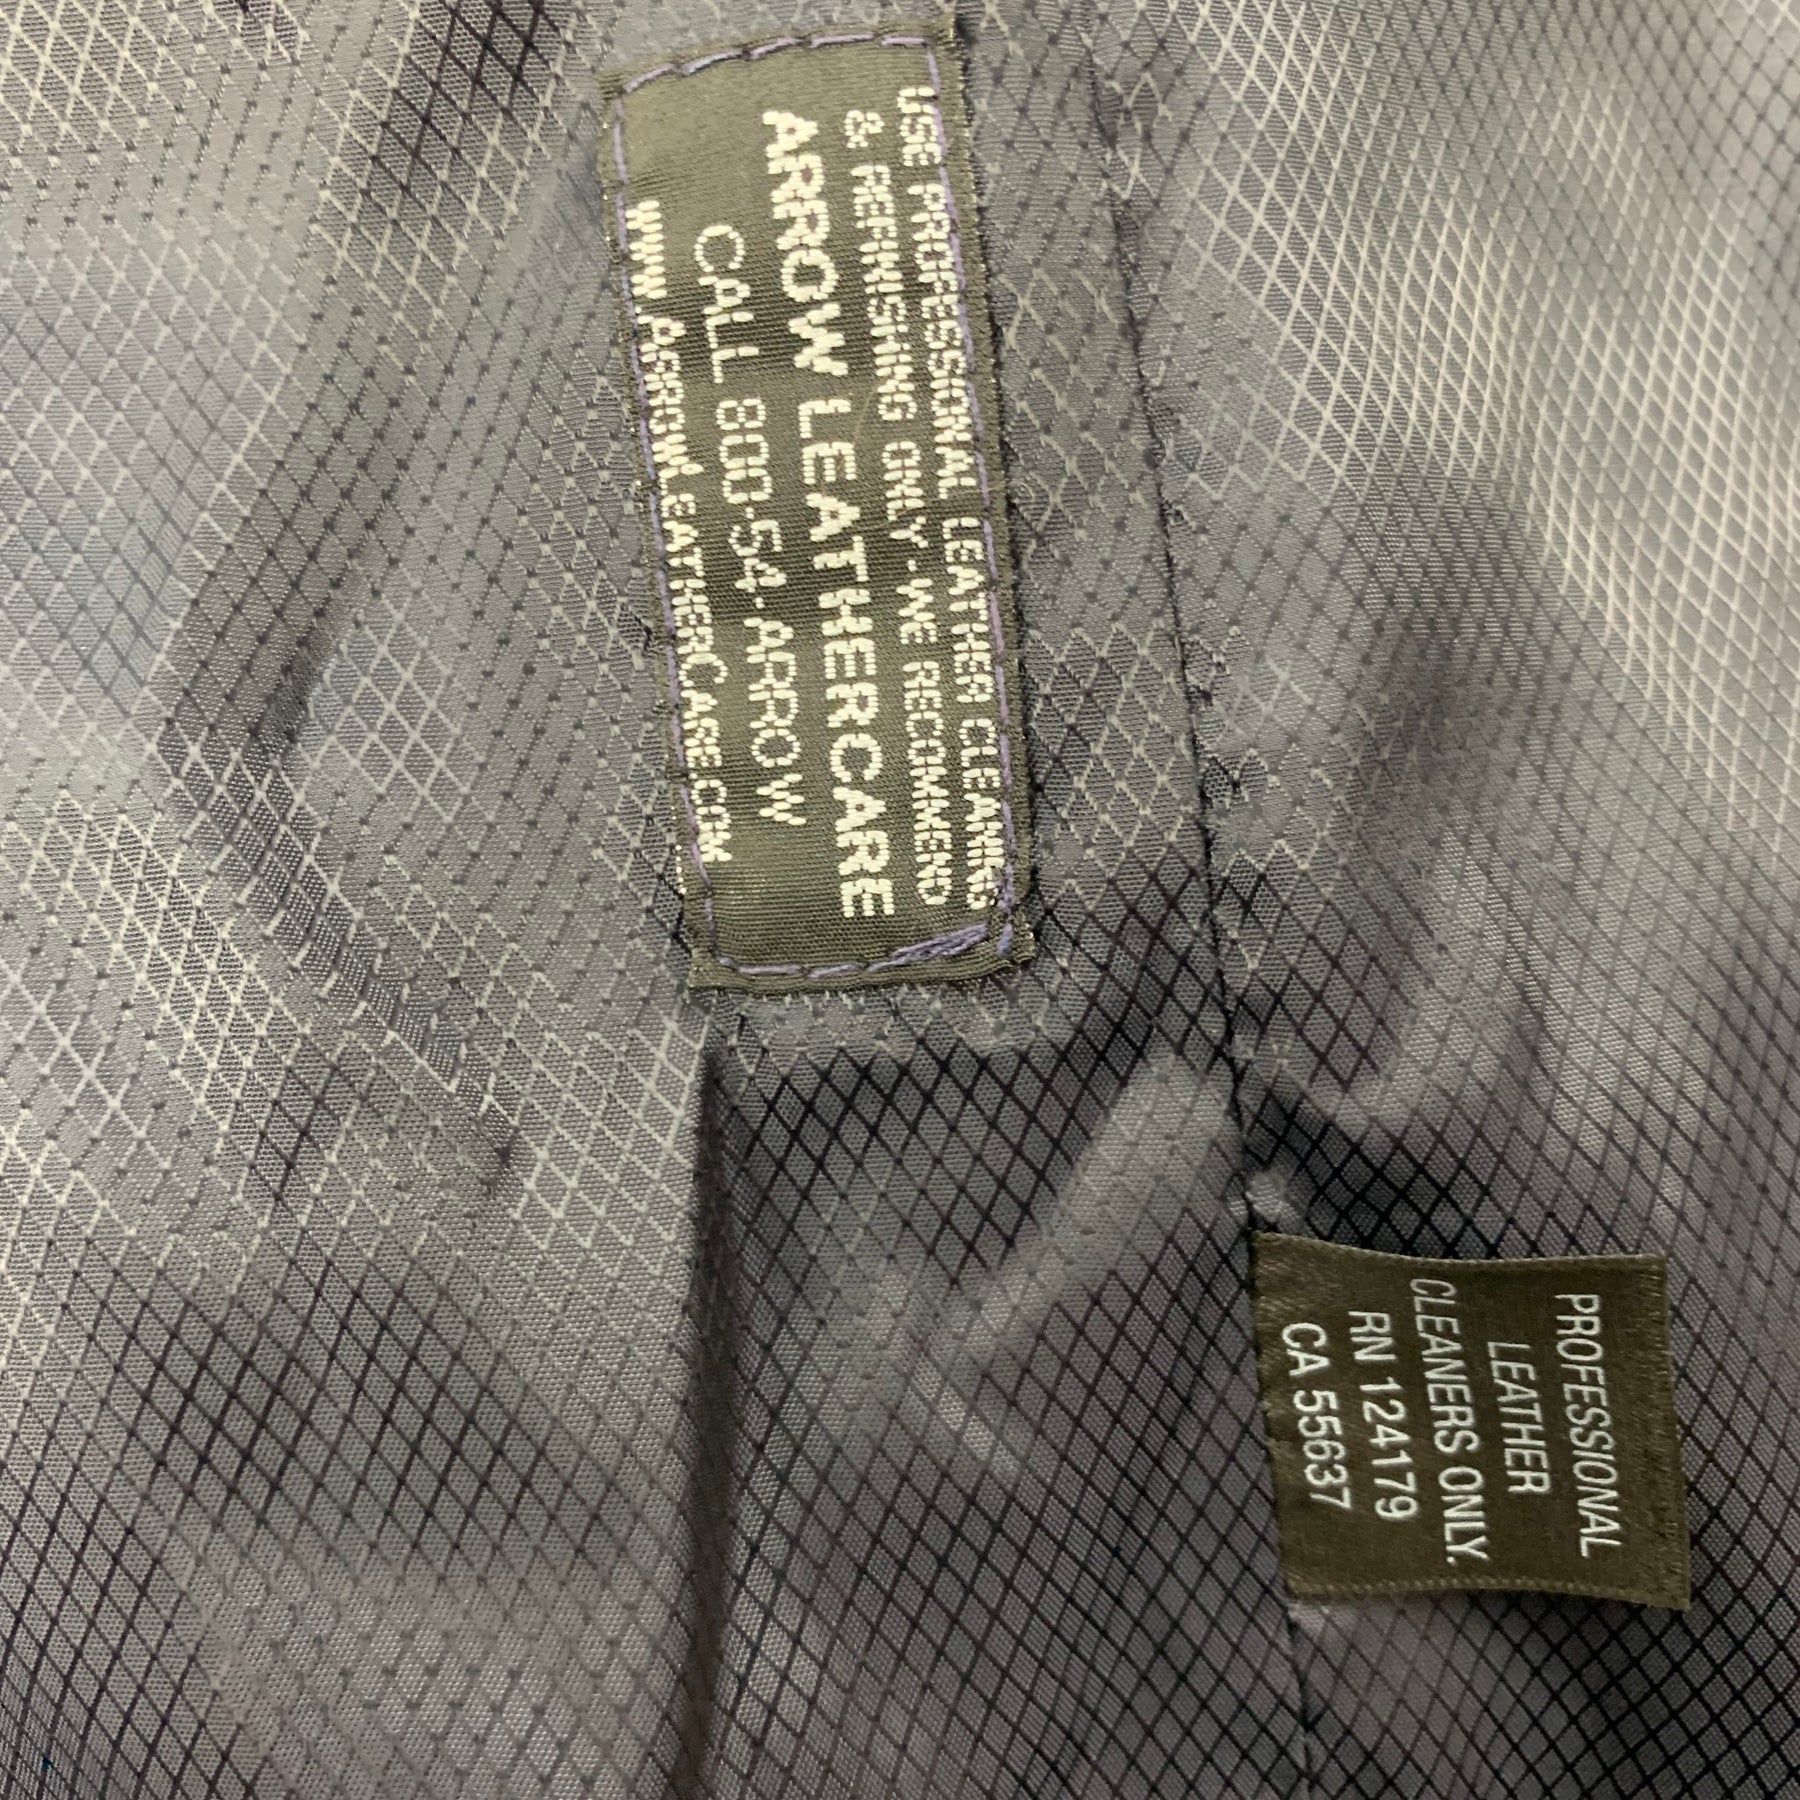 USE PROFESSIONAL LEATHER CLEANERS
& REFINISHING ONLY-WE RECOMMEND
ARROW LEATHERCARE
CALL 800-54-ARROW
WWW.ARROWLEATHERCARE.COM
PROFESSIONAL
LEATHER
CLEANERS ONLY.
RN 124179
CA 55637